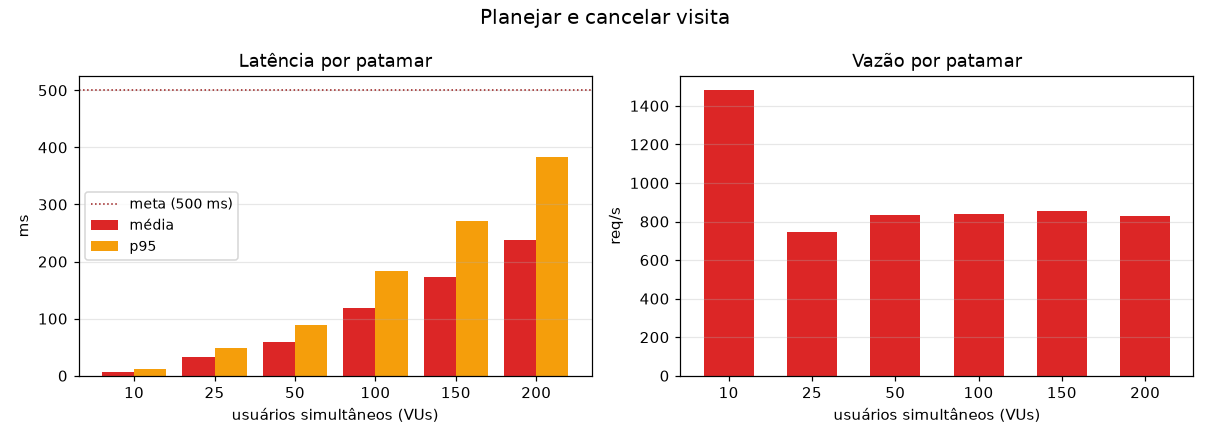 Planejar e cancelar visita
Latência por patamar
500
400
300
200
100
0
ms
meta (500 ms)
média
p95
10 25 50 100 150 200
usuários simultâneos (VUs)
Vazão por patamar
1400
1200
1000
800
600
400
200
0
req/s
10 25 50 100 150 200
usuários simultâneos (VUs)